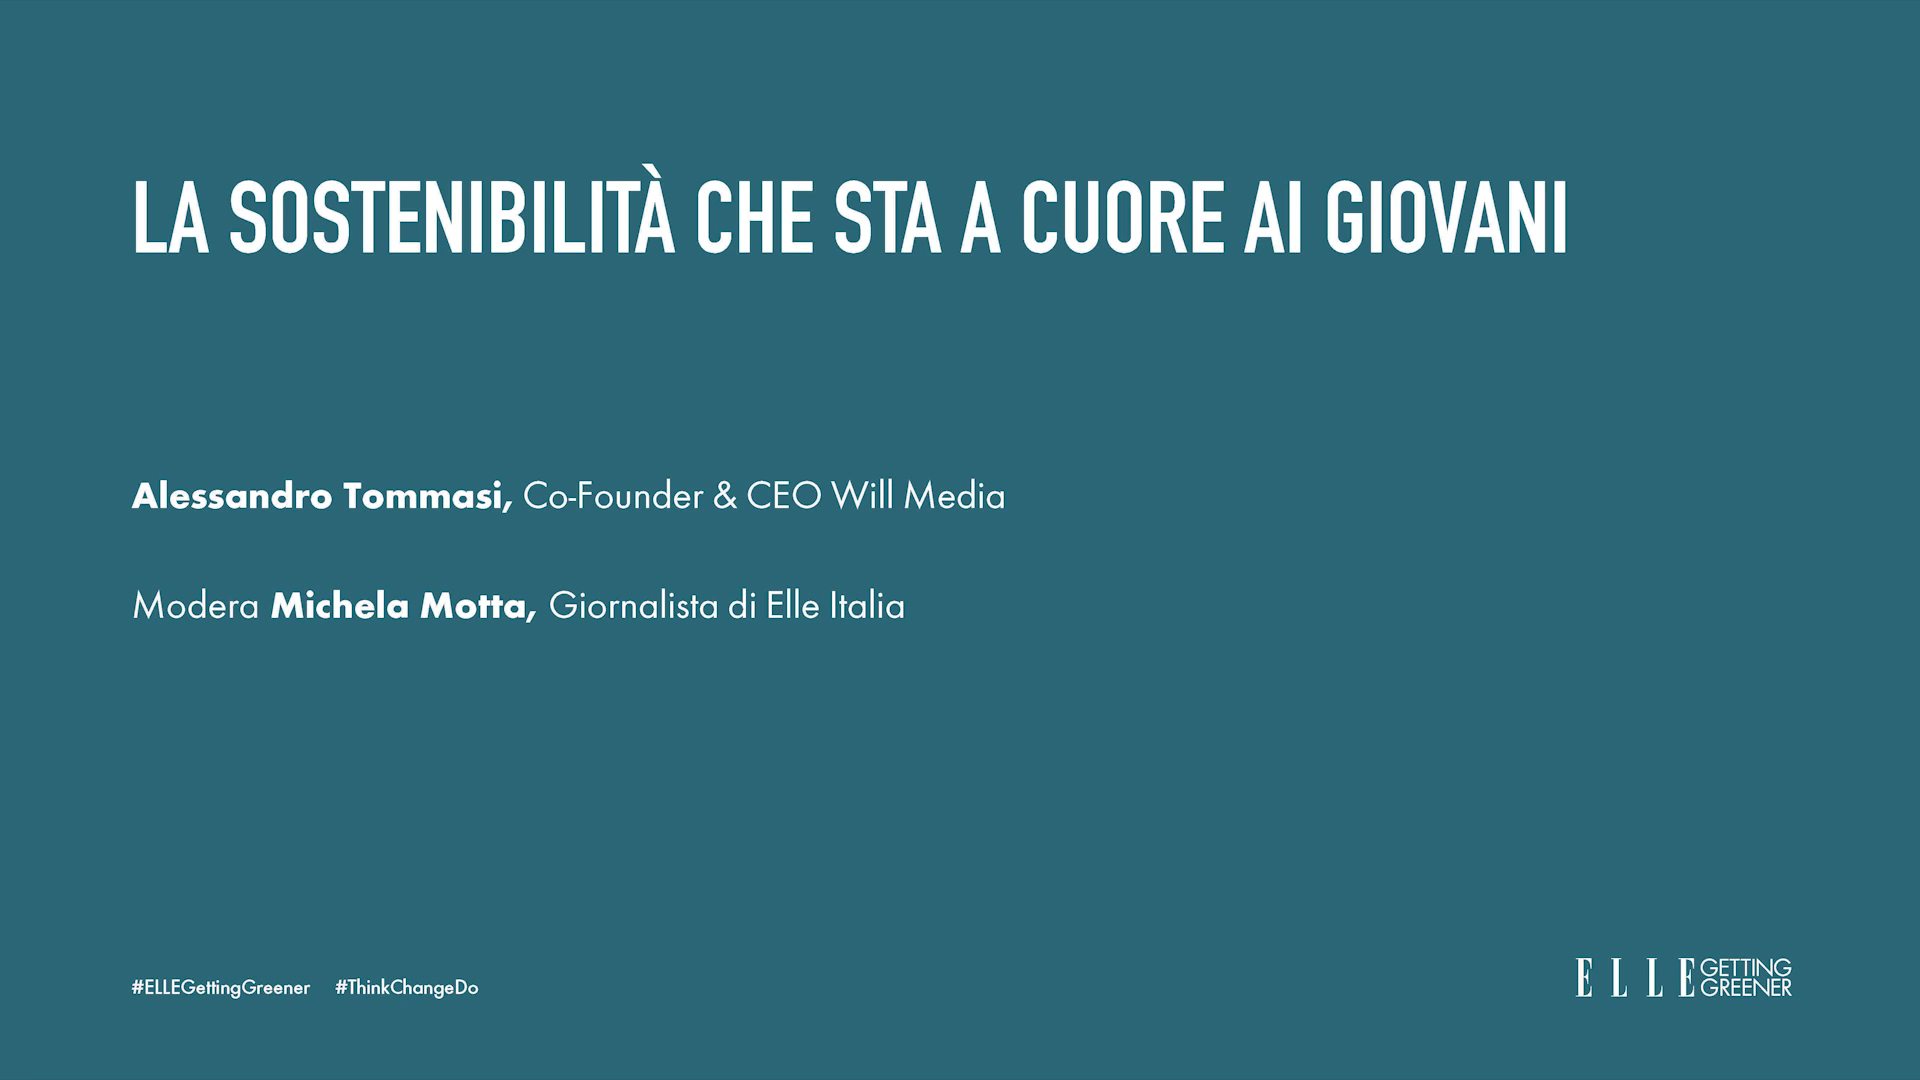 LA SOSTENIBILITÀ CHE STA A CUORE AI GIOVANI
Alessandro Tommasi, Co-Founder & CEO Will Media
Modera Michela Motta, Giornalista di Elle Italia
#ELLEGettingGreener #ThinkChangeDo
ELLE GETTING
GREENER